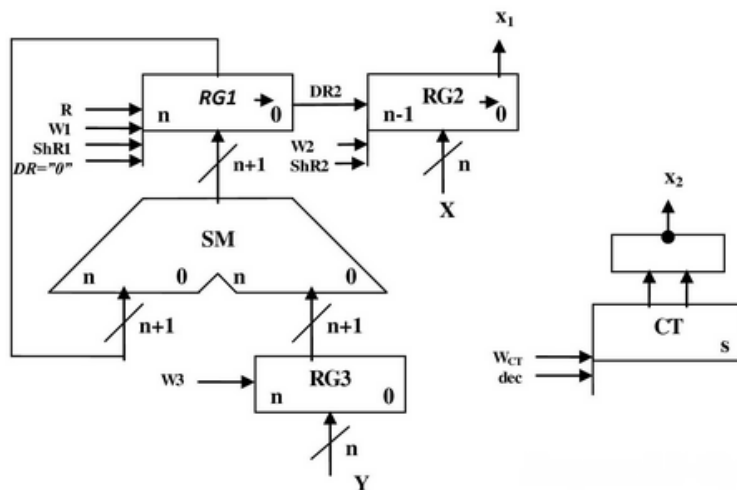 x1
RG1
DR2
RG2
n
0
n-1
0
R
W1
ShR1
DR="0"
W2
ShR2
n+1
n
X
SM
n
0
n
0
x2
n+1
n+1
CT
s
W3
RG3
n
0
WCT
dec
n
Y